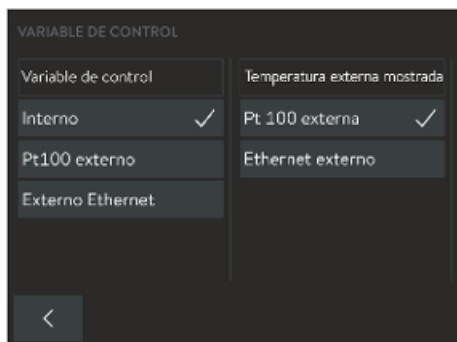 VARIABLE DE CONTROL
Variable de control
Interno
Pt100 externo
Externo Ethernet
Temperatura externa mostrada
Pt 100 externa
Ethernet externo